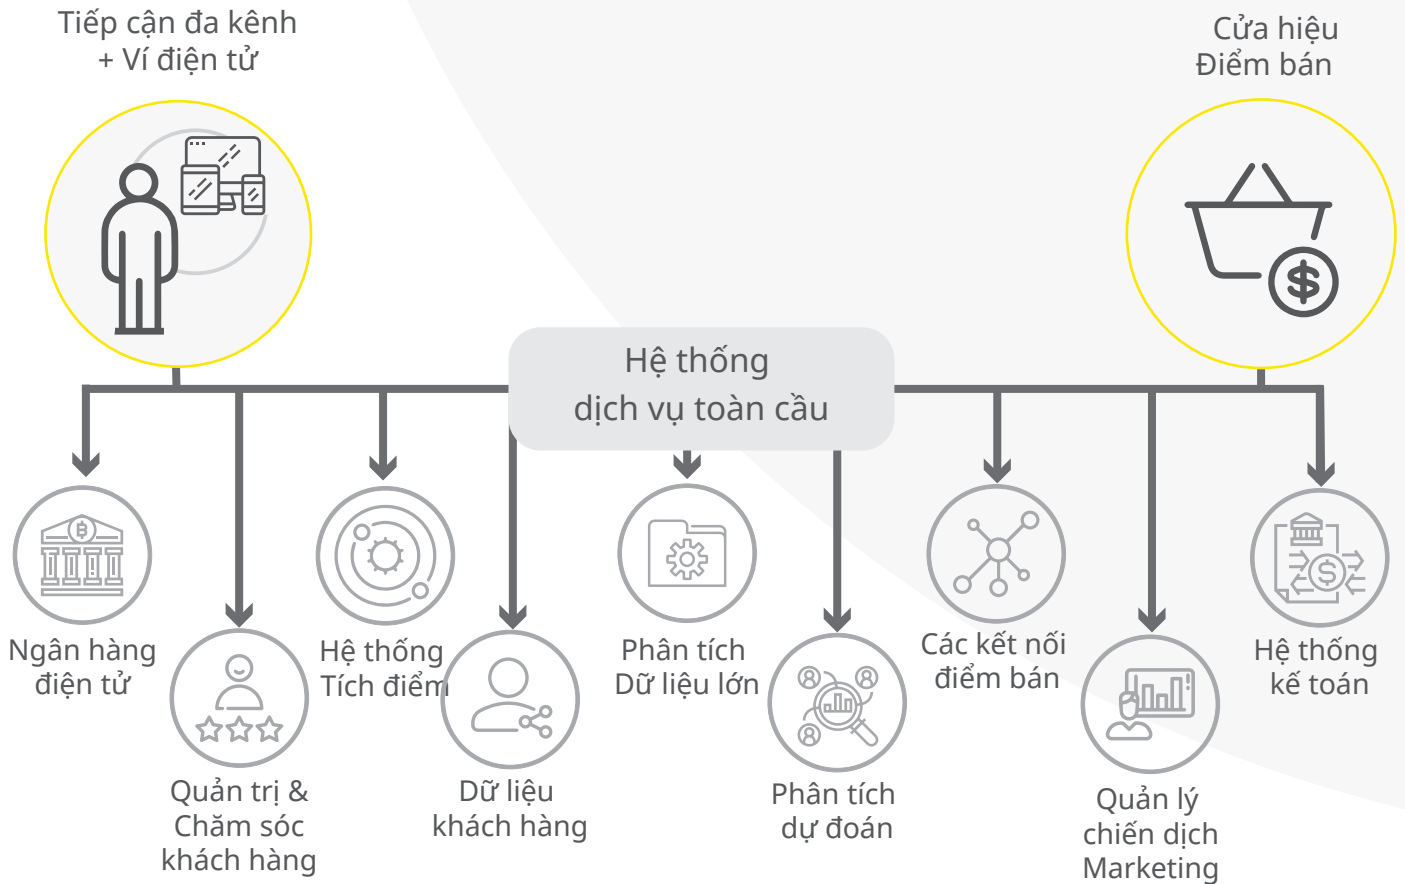 Tiếp cận đa kênh
+ Ví điện tử
Cửa hiệu
Điểm bán
Hệ thống
dịch vụ toàn cầu
Ngân hàng
điện tử
Quản trị &
Chăm sóc
khách hàng
Hệ thống
Tích điểm
Dữ liệu
khách hàng
Phân tích
Dữ liệu lớn
Phân tích
dự đoán
Các kết nối
điểm bán
Quản lý
chiến dịch
Marketing
Hệ thống
kế toán